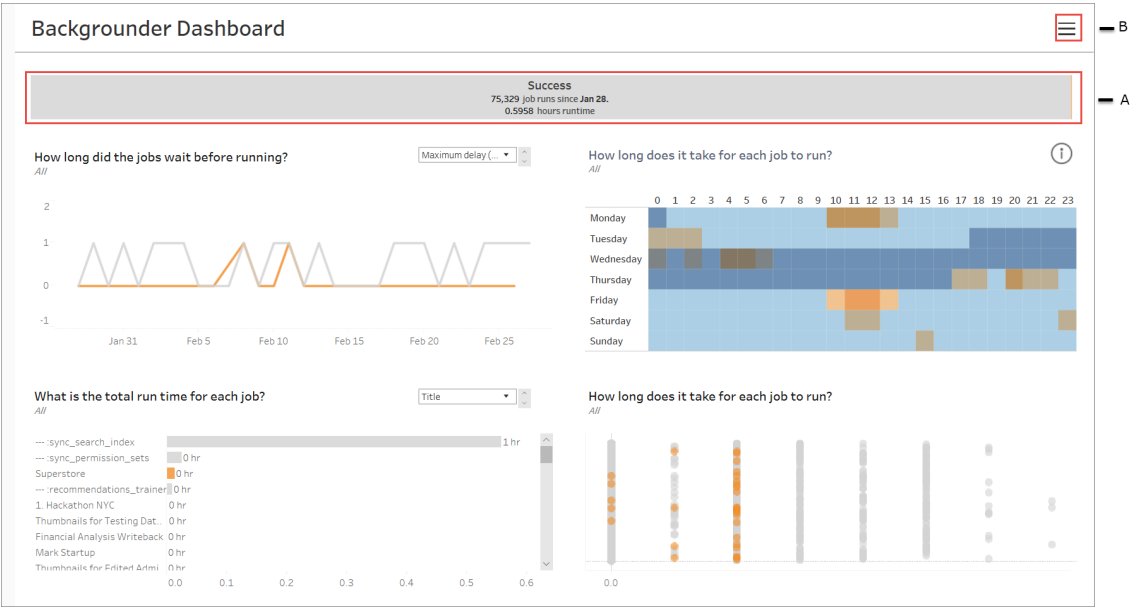 Backgrounder Dashboard
B
Success
75,329 job runs since Jan 28.
0.5958 hours runtime
A
How long did the jobs wait before running?
All
Maximum delay (...
2
1
0
-1
Jan 31 Feb 5 Feb 10 Feb 15 Feb 20 Feb 25
How long does it take for each job to run?
All
0 1 2 3 4 5 6 7 8 9 10 11 12 13 14 15 16 17 18 19 20 21 22 23
Monday
Tuesday
Wednesday
Thursday
Friday
Saturday
Sunday
What is the total run time for each job?
All
Title
--- :sync_search_index 1 hr
--- :sync_permission_sets 0 hr
Superstore 0 hr
--- :recommendations_trainer 0 hr
1. Hackathon NYC 0 hr
Thumbnails for Testing Dat.. 0 hr
Financial Analysis Writeback 0 hr
Mark Startup 0 hr
Thumbnails for Edited Admi.. 0 hr
0.0 0.1 0.2 0.3 0.4 0.5 0.6
How long does it take for each job to run?
All
0.0